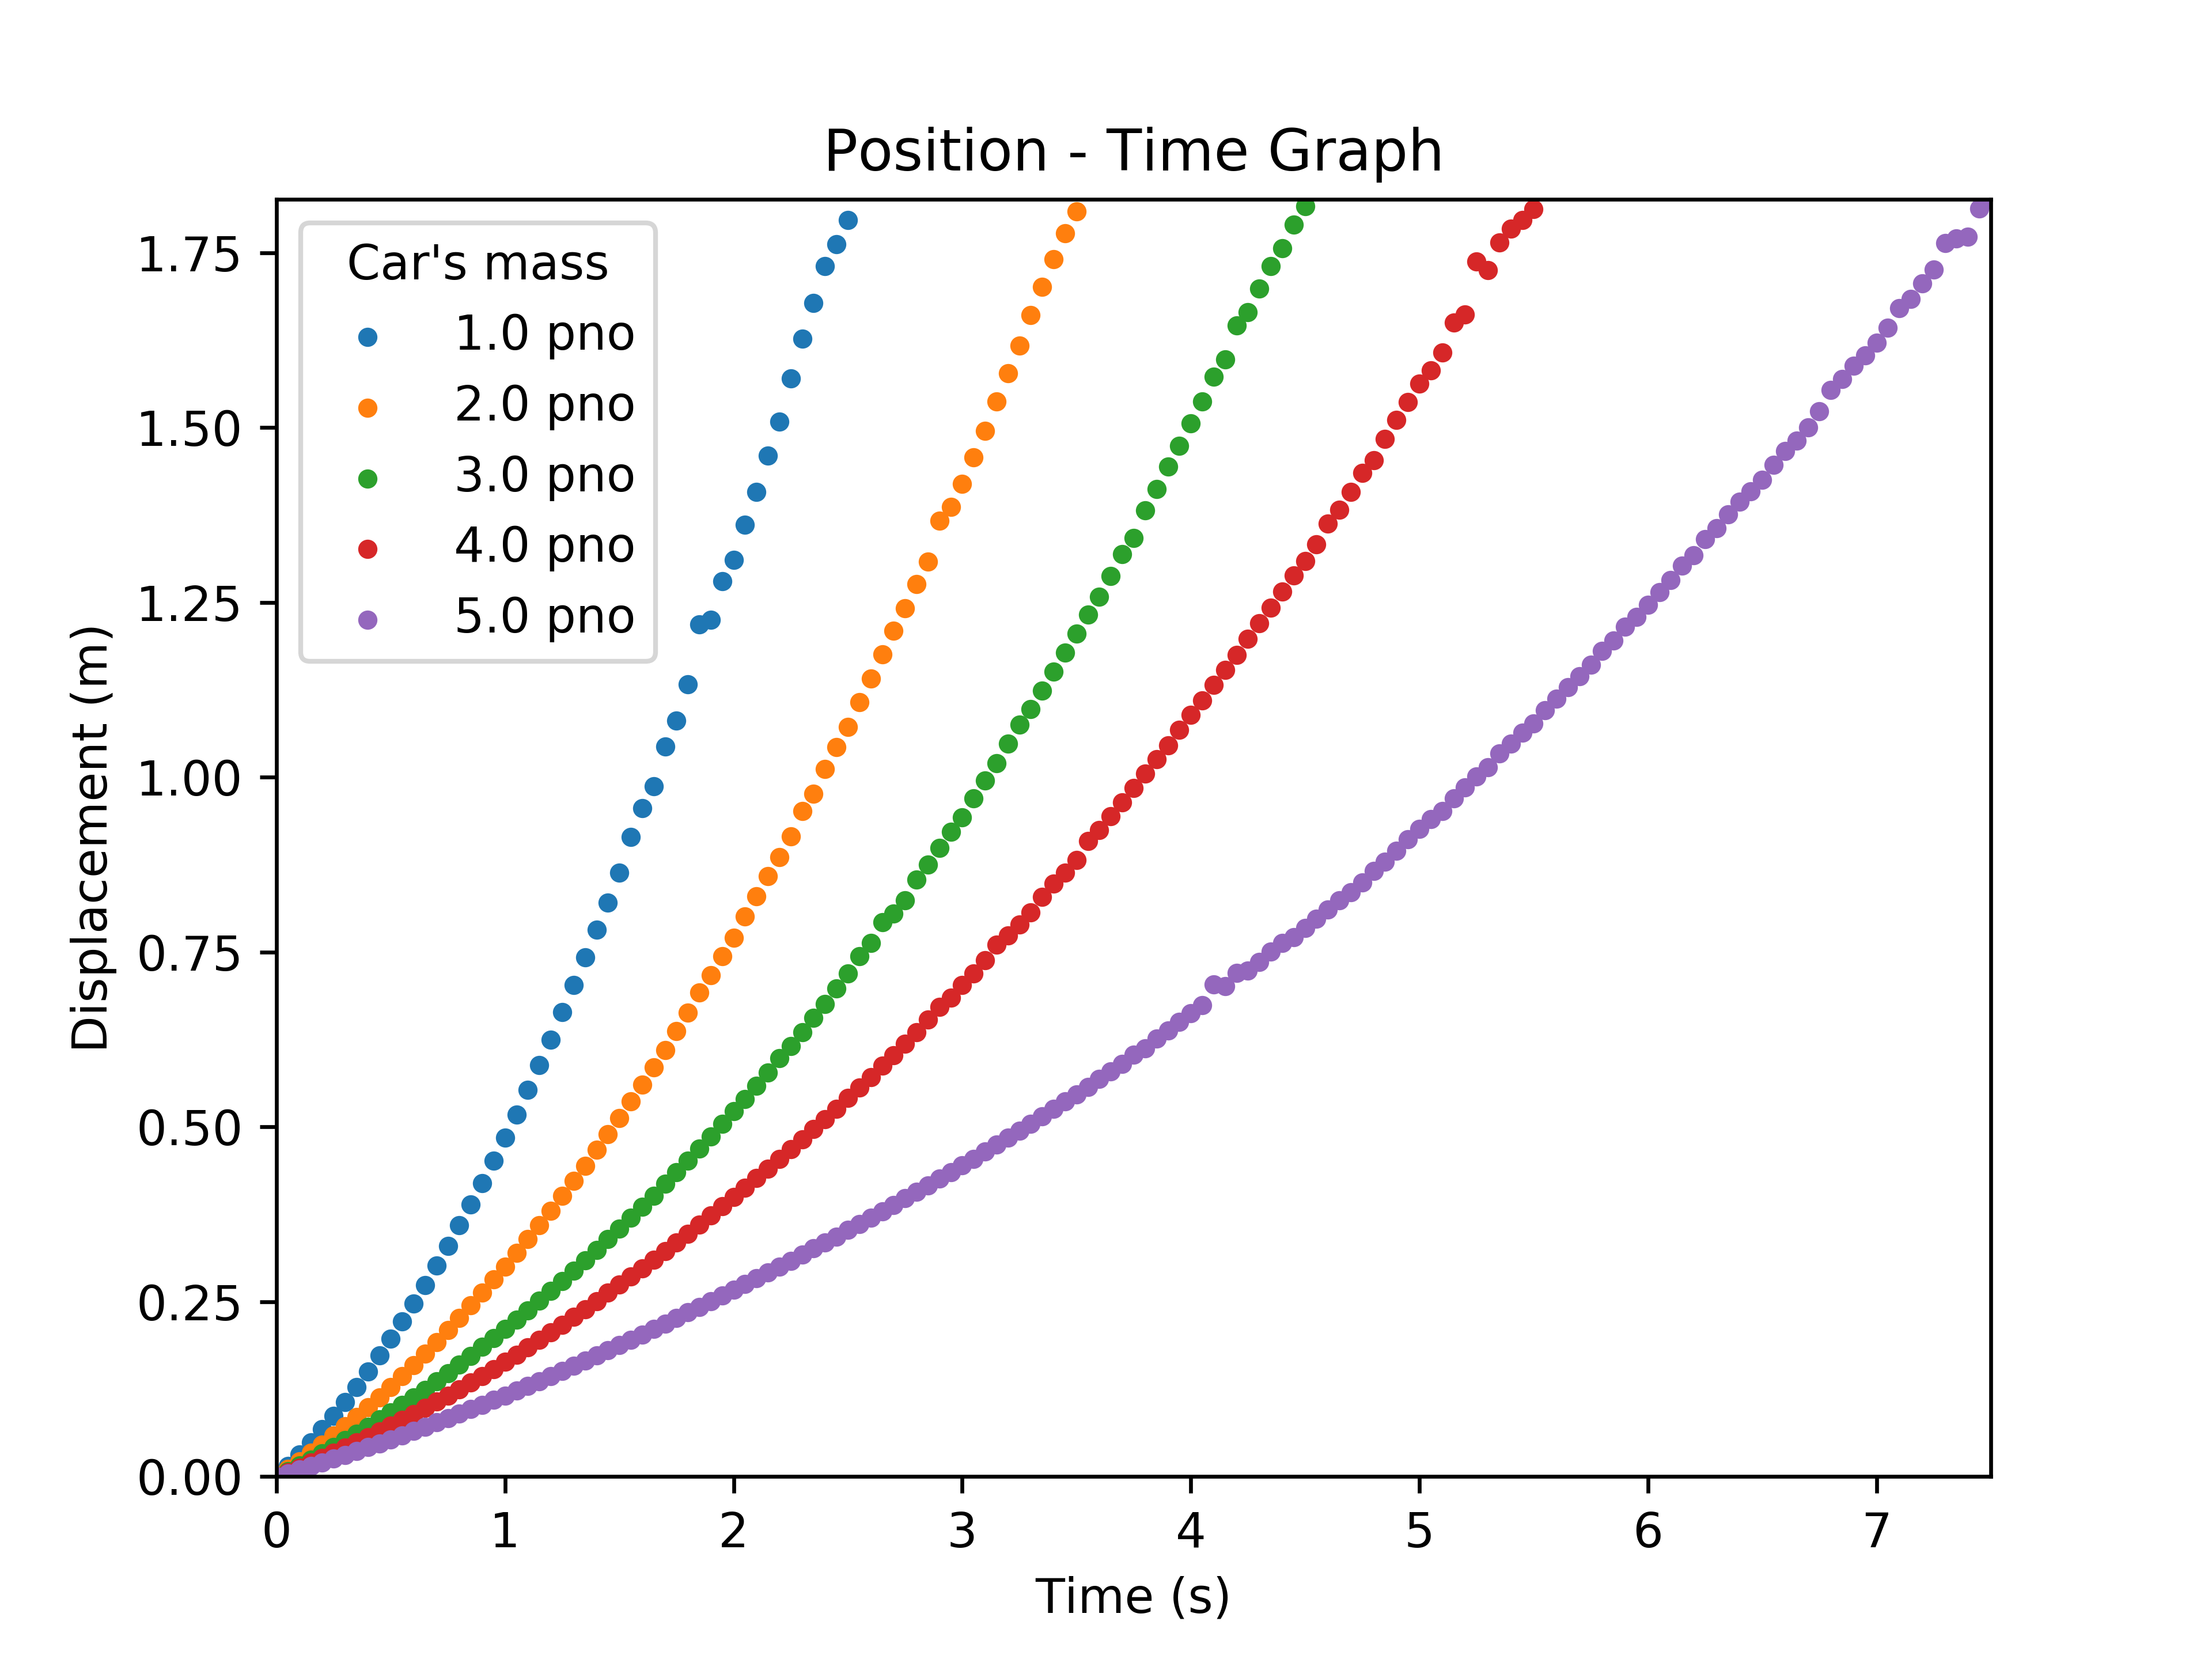 Position - Time Graph
Displacement (m)
1.75
1.50
1.25
1.00
0.75
0.50
0.25
0.00
Car's mass
1.0 pno
2.0 pno
3.0 pno
4.0 pno
5.0 pno
0 1 2 3 4 5 6 7
Time (s)